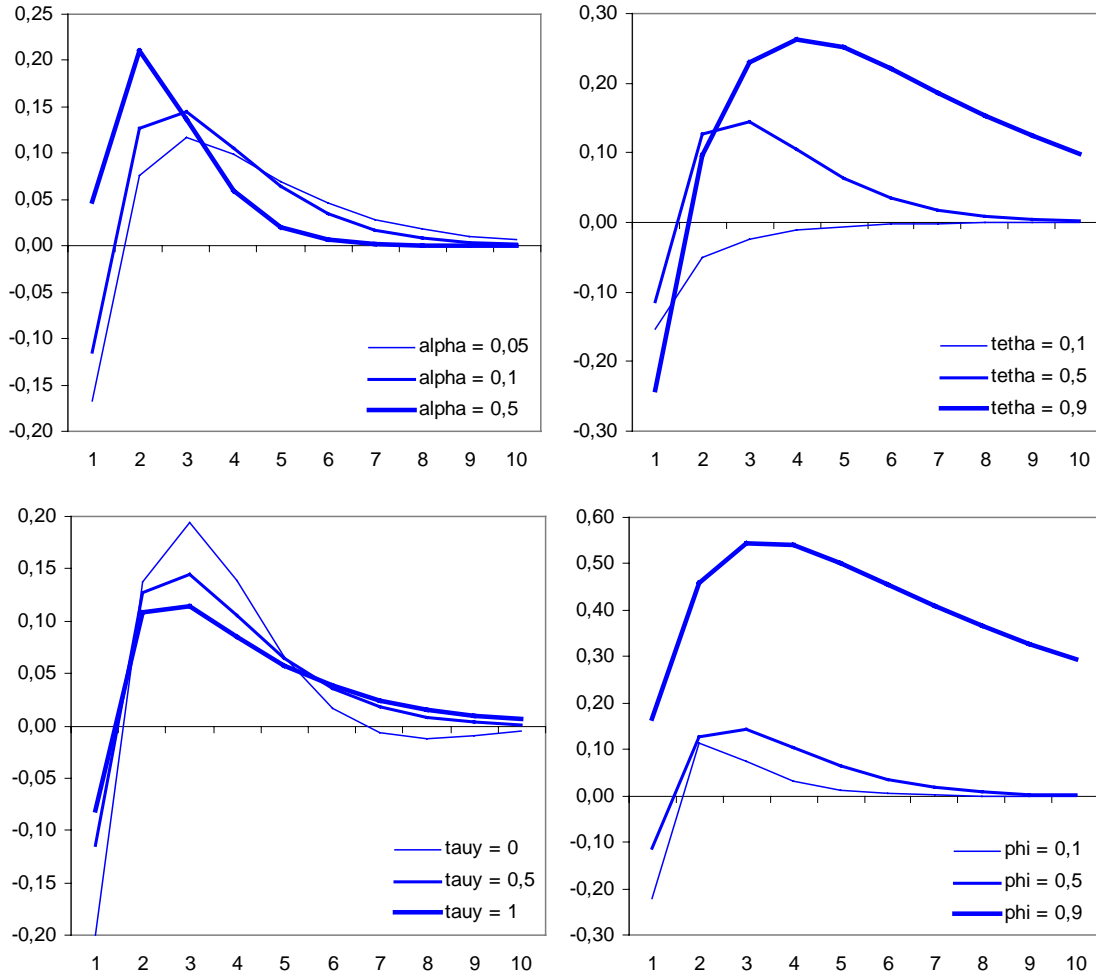 0,25
0,20
0,15
0,10
0,05
0,00
-0,05
-0,10
-0,15
-0,20
alpha = 0,05
alpha = 0,1
alpha = 0,5
1 2 3 4 5 6 7 8 9 10
0,30
0,20
0,10
0,00
-0,10
-0,20
-0,30
tetha = 0,1
tetha = 0,5
tetha = 0,9
1 2 3 4 5 6 7 8 9 10
0,20
0,15
0,10
0,05
0,00
-0,05
-0,10
-0,15
-0,20
tauy = 0
tauy = 0,5
tauy = 1
1 2 3 4 5 6 7 8 9 10
0,60
0,50
0,40
0,30
0,20
0,10
0,00
-0,10
-0,20
-0,30
phi = 0,1
phi = 0,5
phi = 0,9
1 2 3 4 5 6 7 8 9 10